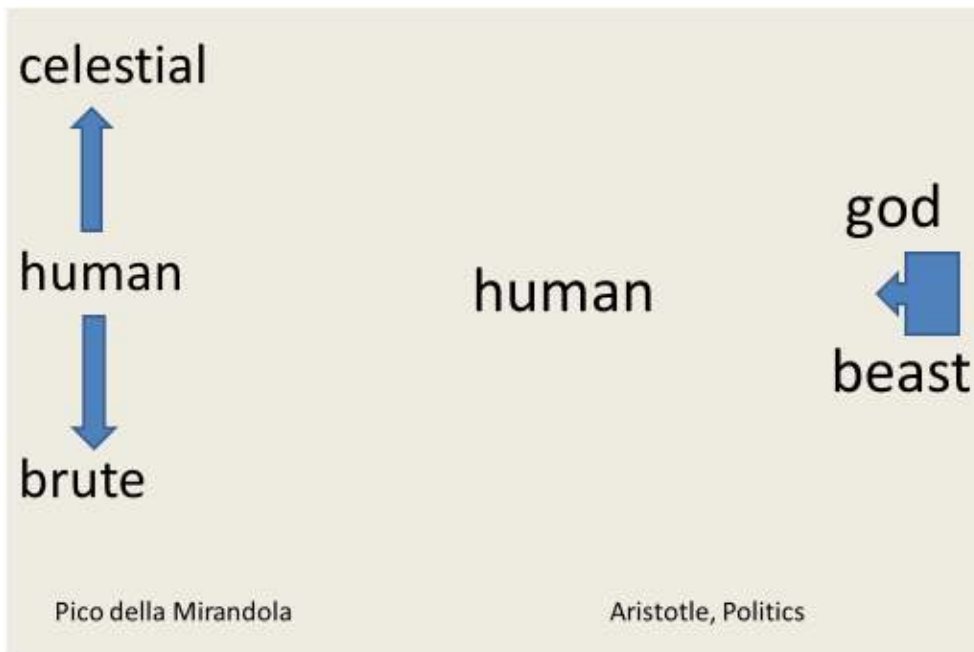 celestial
human
brute
Pico della Mirandola
god
human
beast
Aristotle, Politics